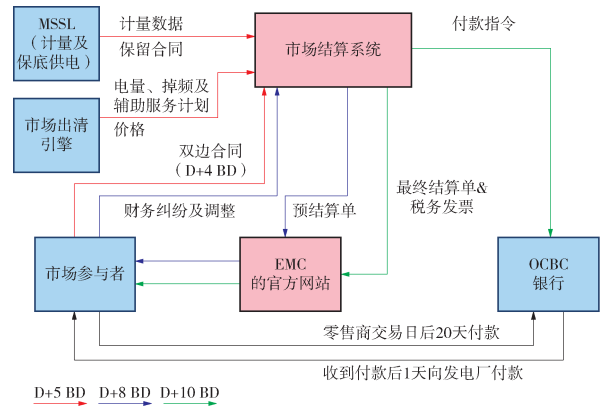 MSSL
（计量及
保底供电）
计量数据
保留合同
市场结算系统
付款指令
市场出清
引擎
电量、掉频及
辅助服务计划
价格
双边合同
（D+4 BD）
财务纠纷及调整
预结算单
最终结算单&
税务发票
市场参与者
EMC
的官方网站
OCBC
银行
零售商交易日后20天付款
收到付款后1天向发电厂付款
D+5 BD D+8 BD D+10 BD